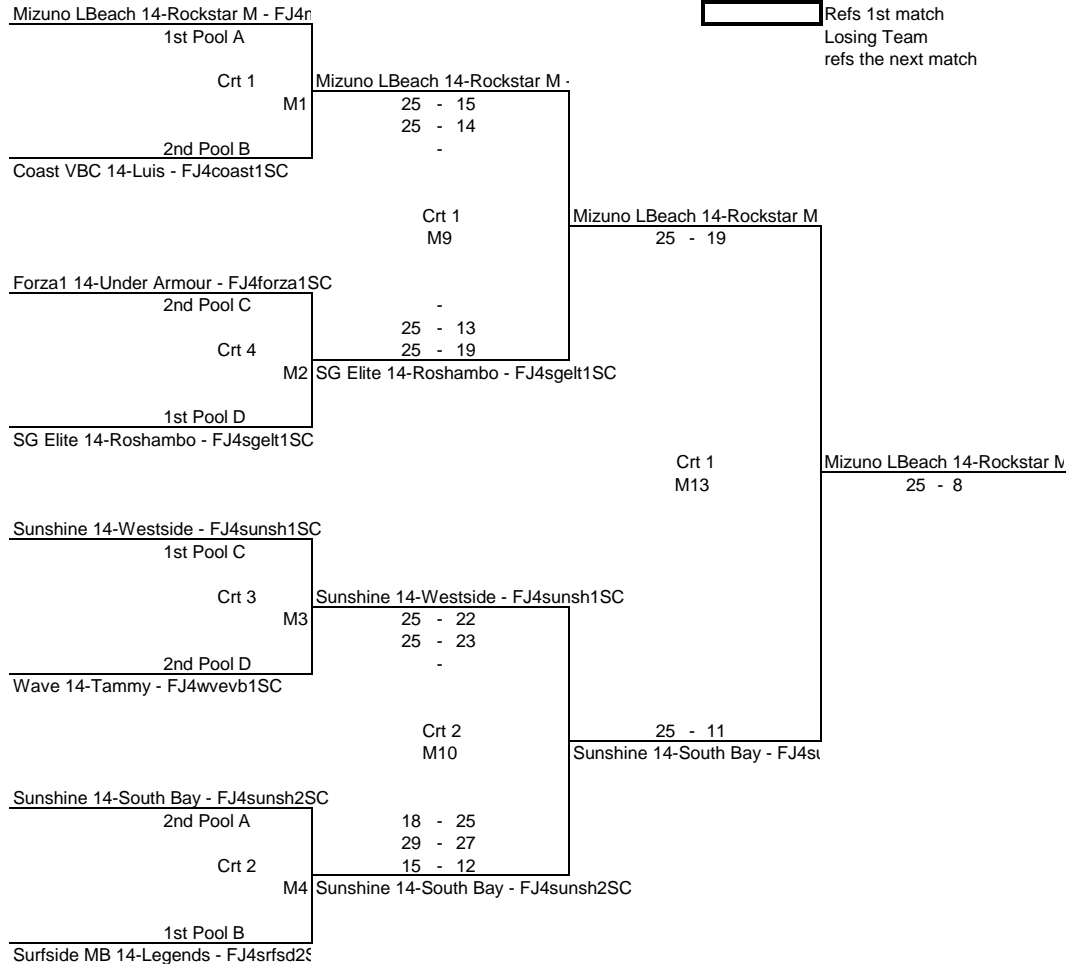 Mizuno LBeach 14-Rockstar M - FJ4m
Refs 1st match
1st Pool A
Losing Team
refs the next match
Crt 1
Mizuno LBeach 14-Rockstar M -
M1
25 - 15
25 - 14
2nd Pool B
-
Coast VBC 14-Luis - FJ4coast1SC
Crt 1
Mizuno LBeach 14-Rockstar M
M9
25 - 19
Forza1 14-Under Armour - FJ4forza1SC
2nd Pool C
-
25 - 13
Crt 4
25 - 19
M2
SG Elite 14-Roshambo - FJ4sgelt1SC
1st Pool D
SG Elite 14-Roshambo - FJ4sgelt1SC
Crt 1
Mizuno LBeach 14-Rockstar M
M13
25 - 8
Sunshine 14-Westside - FJ4sunsh1SC
1st Pool C
Crt 3
Sunshine 14-Westside - FJ4sunsh1SC
M3
25 - 22
25 - 23
2nd Pool D
-
Wave 14-Tammy - FJ4wvevb1SC
Crt 2
25 - 11
M10
Sunshine 14-South Bay - FJ4su
Sunshine 14-South Bay - FJ4sunsh2SC
2nd Pool A
18 - 25
29 - 27
Crt 2
15 - 12
M4
Sunshine 14-South Bay - FJ4sunsh2SC
1st Pool B
Surfside MB 14-Legends - FJ4srfsd2S